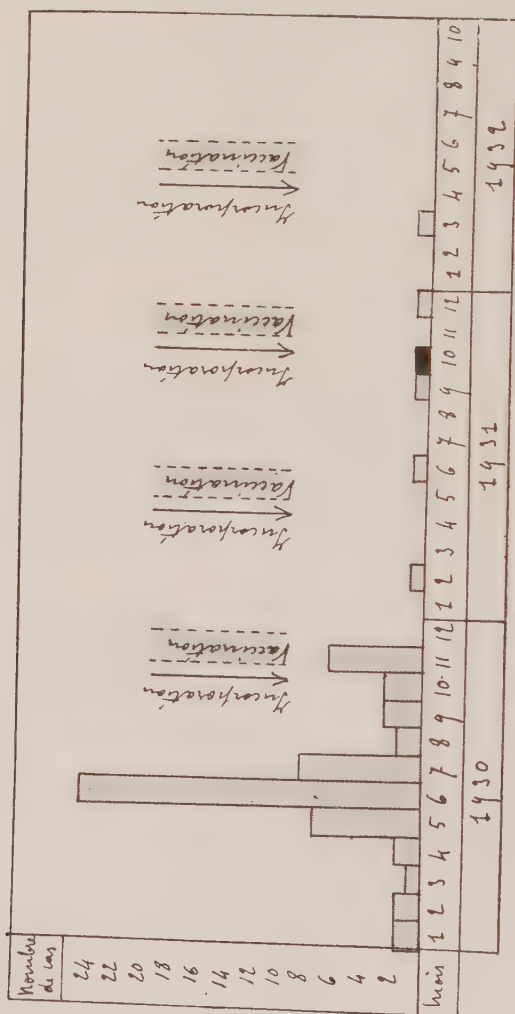 Nombre
de cas
24
22
20
18
16
14
12
10
8
6
4
2
Incorporation
Vaccination
Incorporation
Vaccination
Incorporation
Vaccination
Incorporation
Vaccination
Mois
1 2 3 4 5 6 7 8 9 10 11 12
1 2 3 4 5 6 7 8 9 10 11 12
1 2 3 4 5 6 7 8 9 10
1930
1931
1932